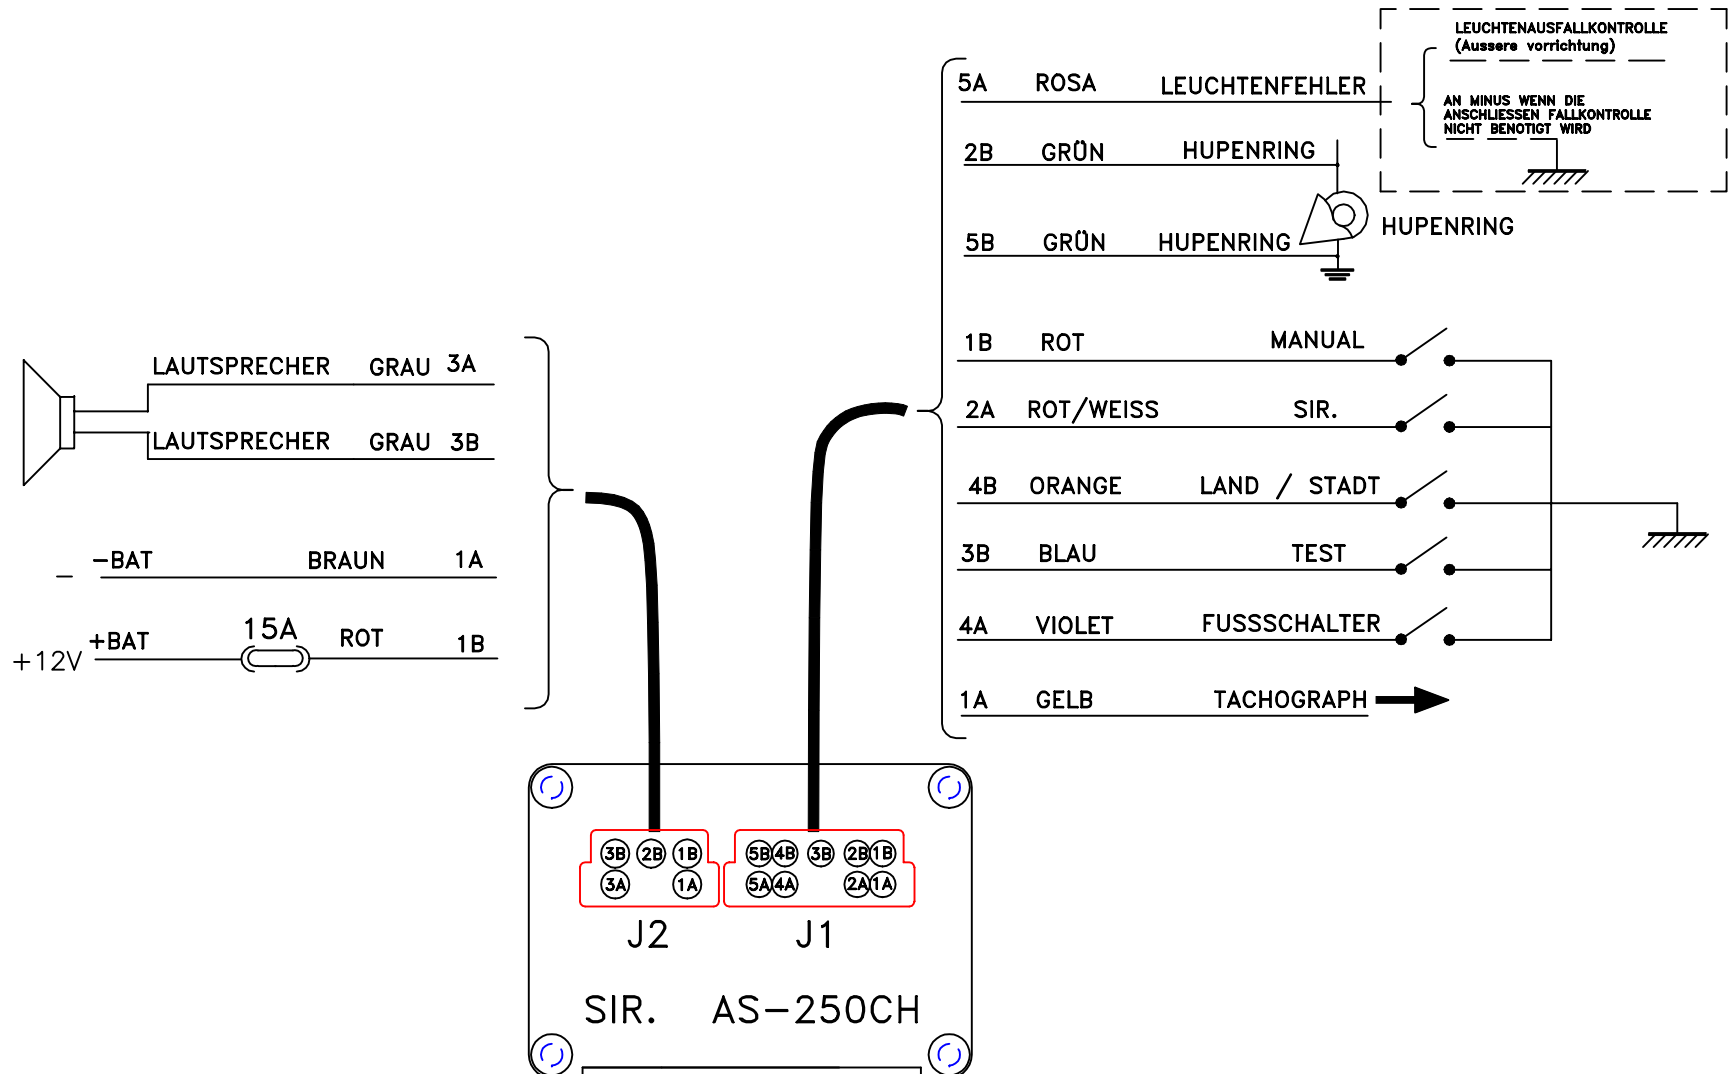 LEUCHTENAUSFALLKONTROLLE
(Aussere vorrichtung)
5A ROSA LEUCHTENFEHLER
AN MINUS WENN DIE
ANSCHLIESSEN FALLKONTROLLE
NICHT BENOTIGT WIRD
2B GRÜN HUPENRING
HUPENRING
5B GRÜN HUPENRING
1B ROT MANUAL
2A ROT/WEISS SIR.
4B ORANGE LAND / STADT
3B BLAU TEST
4A VIOLET FUSSSCHALTER
1A GELB TACHOGRAPH
LAUTSPRECHER GRAU 3A
LAUTSPRECHER GRAU 3B
– –BAT BRAUN 1A
+12V +BAT 15A ROT 1B
3B 2B 1B
3A 1A
J2
5B 4B 3B 2B 1B
5A 4A 2A 1A
J1
SIR. AS–250CH